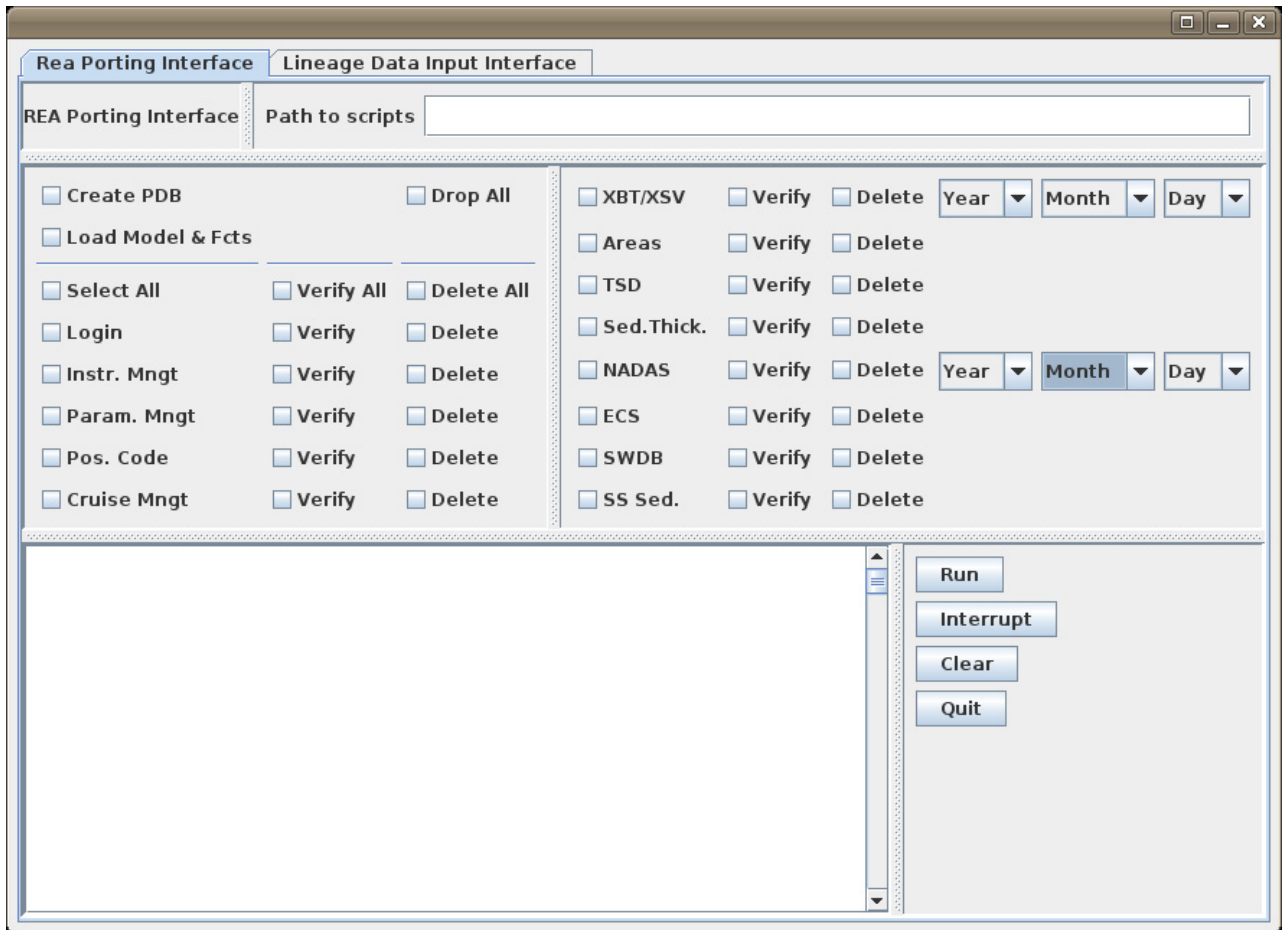 Rea Porting Interface Lineage Data Input Interface
REA Porting Interface Path to scripts
Create PDB Drop All
Load Model & Fcts
Select All Verify All Delete All
Login Verify Delete
Instr. Mngt Verify Delete
Param. Mngt Verify Delete
Pos. Code Verify Delete
Cruise Mngt Verify Delete
XBT/XSV Verify Delete Year Month Day
Areas Verify Delete
TSD Verify Delete
Sed.Thick. Verify Delete
NADAS Verify Delete Year Month Day
ECS Verify Delete
SWDB Verify Delete
SS Sed. Verify Delete
Run
Interrupt
Clear
Quit